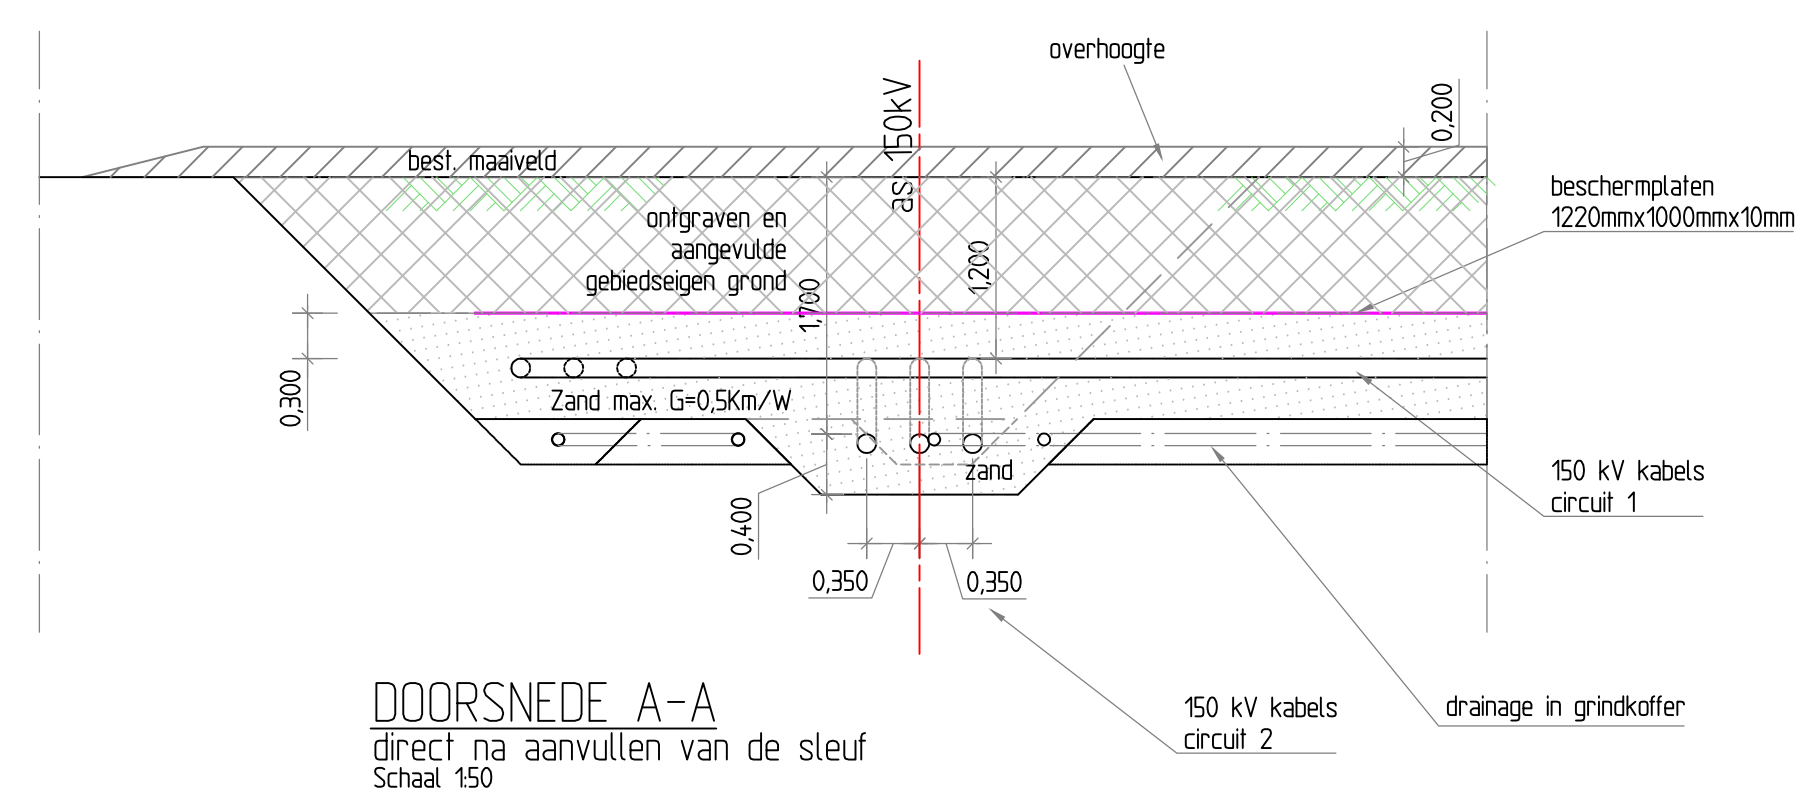 overhoogte
as 150kV
0,200
best. maaiveld
beschermplaten
1220mmx1000mmx10mm
ontgraven en
aangevulde
gebiedseigen grond
1,200
1,700
0,300
Zand max. G=0,5Km/W
zand
150 kV kabels
circuit 1
0,400
0,350
0,350
DOORSNEDE A-A
direct na aanvullen van de sleuf
Schaal 1:50
150 kV kabels
circuit 2
drainage in grindkoffer